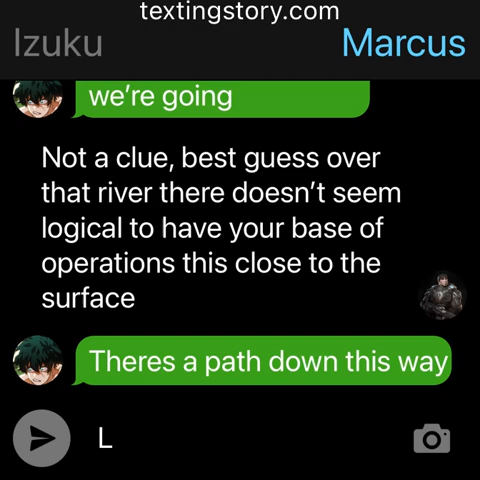 textingstory.com
Izuku
Marcus
we’re going
Not a clue, best guess over
that river there doesn’t seem
logical to have your base of
operations this close to the
surface
Theres a path down this way
L